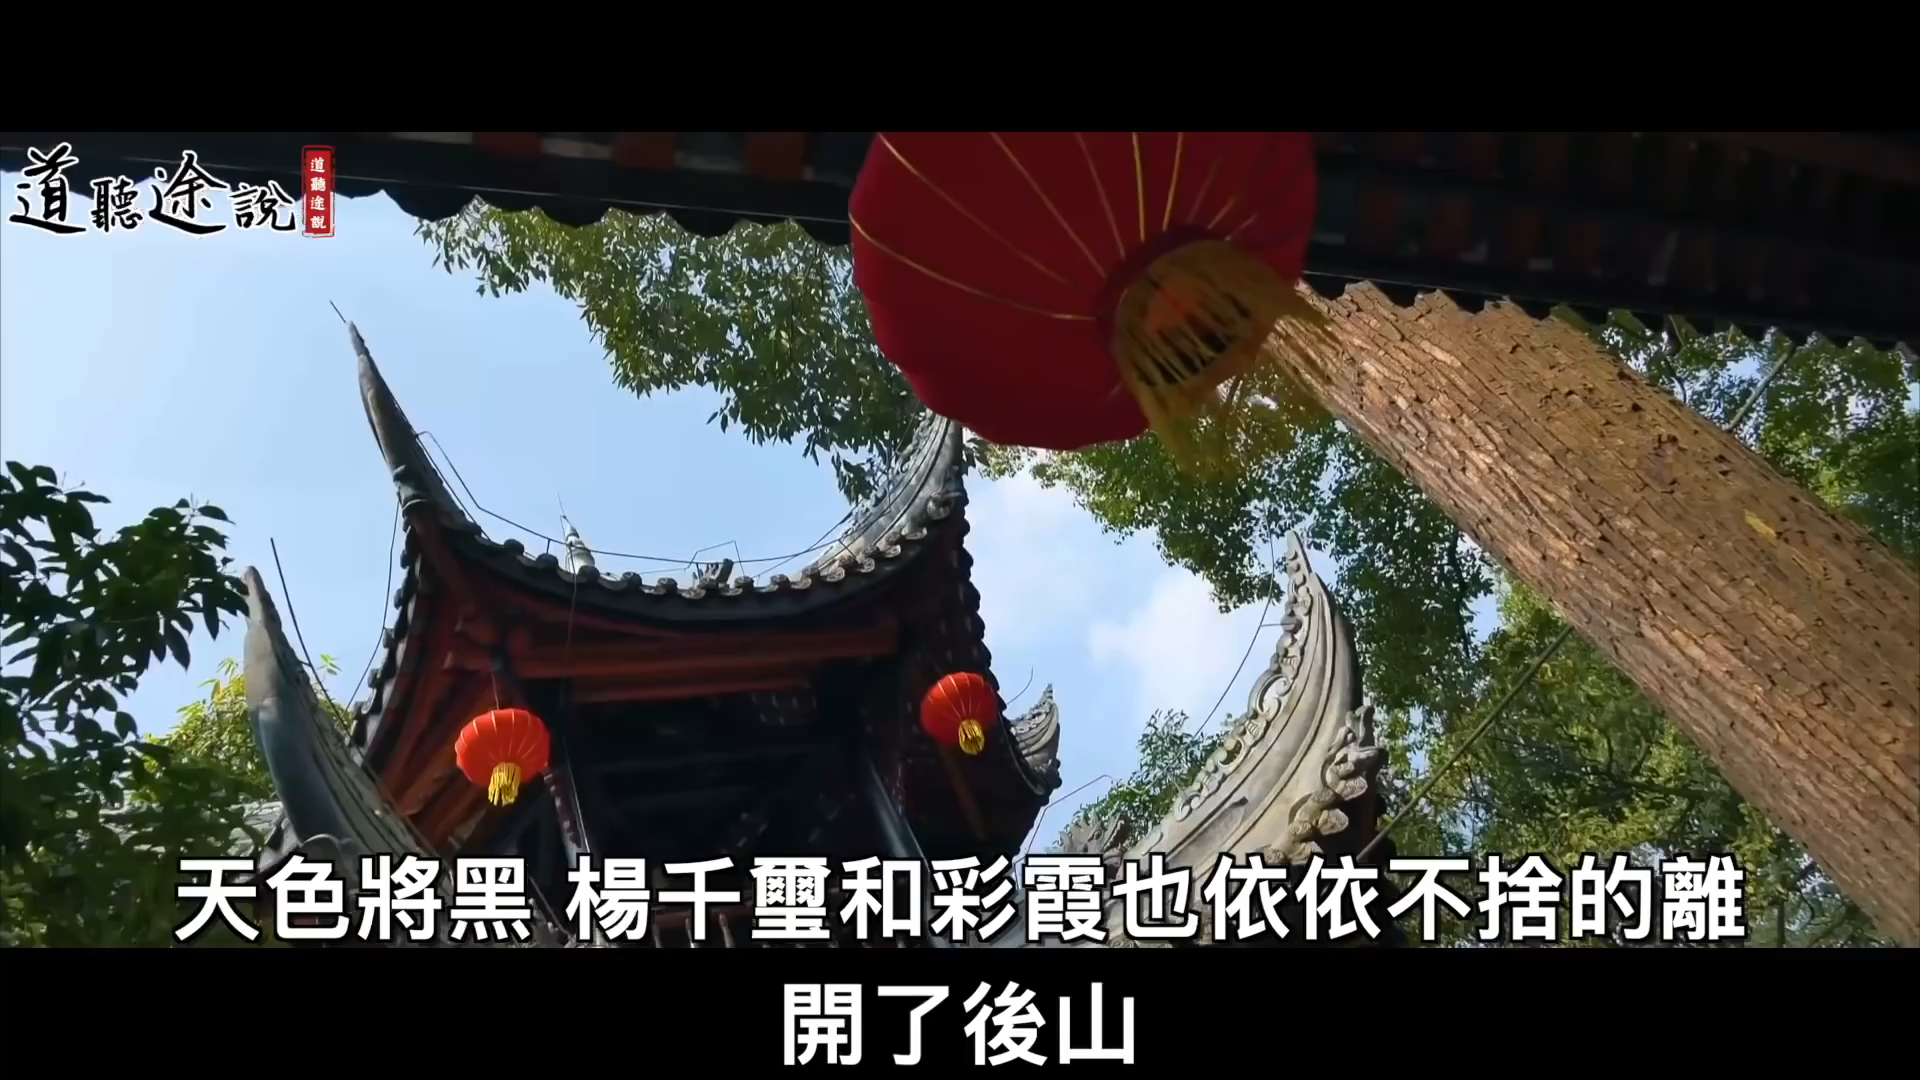 道聽途說
道聽途說
天色將黑 楊千璽和彩霞也依依不捨的離
開了後山